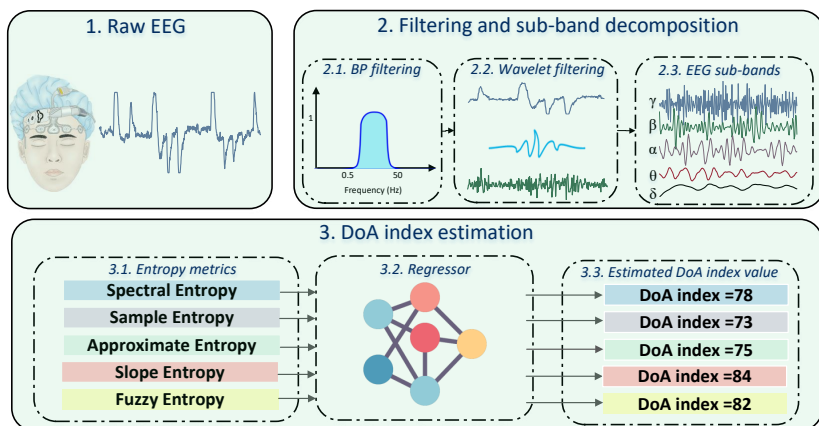 1. Raw EEG
2. Filtering and sub-band decomposition
2.1. BP filtering
1
0.5
50
Frequency (Hz)
2.2. Wavelet filtering
2.3. EEG sub-bands
γ
β
α
θ
δ
3. DoA index estimation
3.1. Entropy metrics
Spectral Entropy
Sample Entropy
Approximate Entropy
Slope Entropy
Fuzzy Entropy
3.2. Regressor
3.3. Estimated DoA index value
DoA index =78
DoA index =73
DoA index =75
DoA index =84
DoA index =82